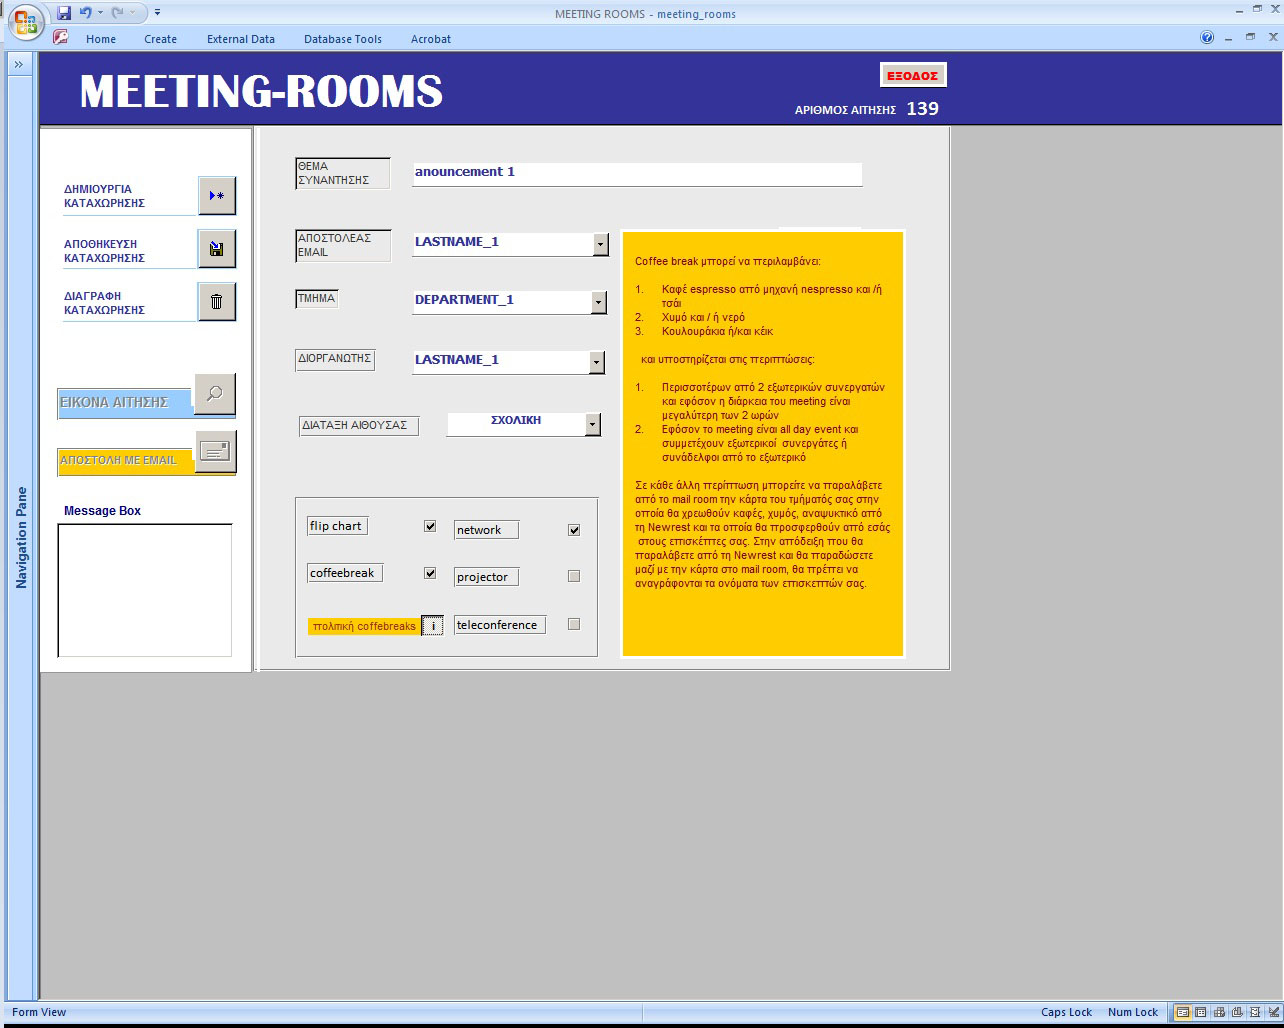 MEETING ROOMS - meeting_rooms
Home Create External Data Database Tools Acrobat
MEETING-ROOMS
ΕΞΟΔΟΣ
ΑΡΙΘΜΟΣ ΑΙΤΗΣΗΣ 139
Navigation Pane
ΔΗΜΙΟΥΡΓΙΑ
ΚΑΤΑΧΩΡΗΣΗΣ
ΑΠΟΘΗΚΕΥΣΗ
ΚΑΤΑΧΩΡΗΣΗΣ
ΔΙΑΓΡΑΦΗ
ΚΑΤΑΧΩΡΗΣΗΣ
ΕΙΚΟΝΑ ΑΙΤΗΣΗΣ
ΑΠΟΣΤΟΛΗ ΜΕ EMAIL
Message Box
ΘΕΜΑ
ΣΥΝΑΝΤΗΣΗΣ
anouncement 1
ΑΠΟΣΤΟΛΕΑΣ
EMAIL
LASTNAME_1
ΤΜΗΜΑ
DEPARTMENT_1
ΔΙΟΡΓΑΝΩΤΗΣ
LASTNAME_1
ΔΙΑΤΑΞΗ ΑΙΘΟΥΣΑΣ
ΣΧΟΛΙΚΗ
flip chart
network
coffeebreak
projector
πολιτική coffebreaks i
teleconference
Coffee break μπορεί να περιλαμβάνει:
1. Καφέ espresso από μηχανή nespresso και /ή
τσάι
2. Χυμό και / ή νερό
3. Κουλουράκια ή/και κέικ
και υποστηρίζεται στις περιπτώσεις:
1. Περισσοτέρων από 2 εξωτερικών συνεργατών
και εφόσον η διάρκεια του meeting είναι
μεγαλύτερη των 2 ωρών
2. Εφόσον το meeting είναι all day event και
συμμετέχουν εξωτερικοί συνεργάτες ή
συνάδελφοι από το εξωτερικό
Σε κάθε άλλη περίπτωση μπορείτε να παραλάβετε
από το mail room την κάρτα του τμήματός σας στην
οποία θα χρεωθούν καφές, χυμός, αναψυκτικό από
τη Newrest και τα οποία θα προσφερθούν από εσάς
στους επισκέπτες σας. Στην απόδειξη που θα
παραλάβετε από τη Newrest και θα παραδώσετε
μαζί με την κάρτα στο mail room, θα πρέπει να
αναγράφονται τα ονόματα των επισκεπτών σας.
Form View
Caps Lock Num Lock